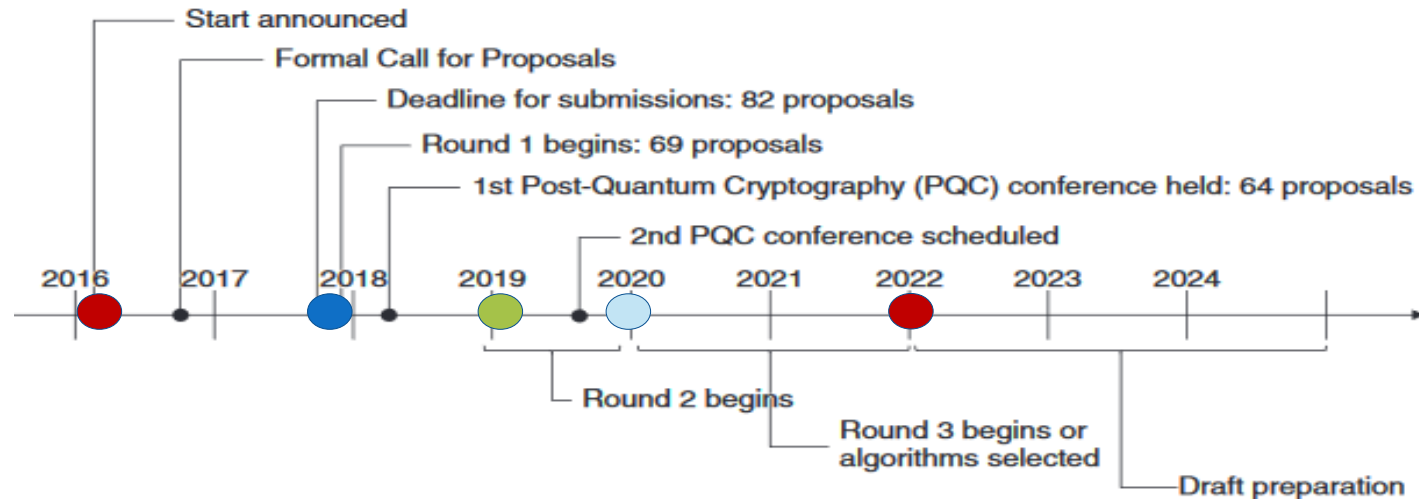 Start announced
Formal Call for Proposals
Deadline for submissions: 82 proposals
Round 1 begins: 69 proposals
1st Post-Quantum Cryptography (PQC) conference held: 64 proposals
2nd PQC conference scheduled
2016 2017 2018 2019 2020 2021 2022 2023 2024
Round 2 begins
Round 3 begins or
algorithms selected
Draft preparation